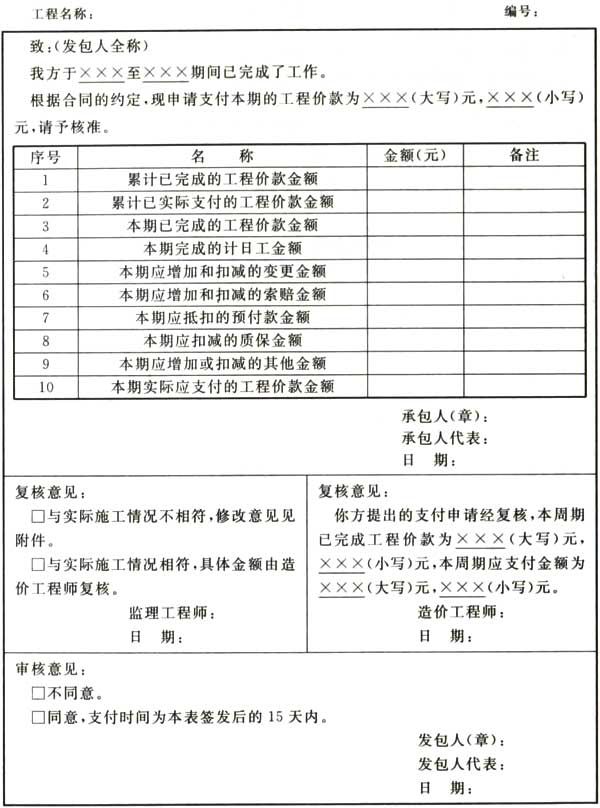 工程名称： 编号：
致：(发包人全称)
我方于×××至×××期间已完成了工作。
根据合同的约定，现申请支付本期的工程价款为×××(大写)元，×××(小写)
元，请予核准。
序号 名 称 金额(元) 备注
1 累计已完成的工程价款金额
2 累计已实际支付的工程价款金额
3 本期已完成的工程价款金额
4 本期完成的计日工金额
5 本期应增加和扣减的变更金额
6 本期应增加和扣减的索赔金额
7 本期应抵扣的预付款金额
8 本期应扣减的质保金额
9 本期应增加或扣减的其他金额
10 本期实际应支付的工程价款金额
承包人(章)：
承包人代表：
日 期：
复核意见：
□与实际施工情况不相符，修改意见见
附件。
□与实际施工情况相符，具体金额由造
价工程师复核。
监理工程师：
日 期：
复核意见：
你方提出的支付申请经复核，本周期
已完成工程价款为×××(大写)元，
×××(小写)元，本周期应支付金额为
×××(大写)元，×××(小写)元。
造价工程师：
日 期：
审核意见：
□不同意。
□同意，支付时间为本表签发后的15天内。
发包人(章)：
发包人代表：
日 期：